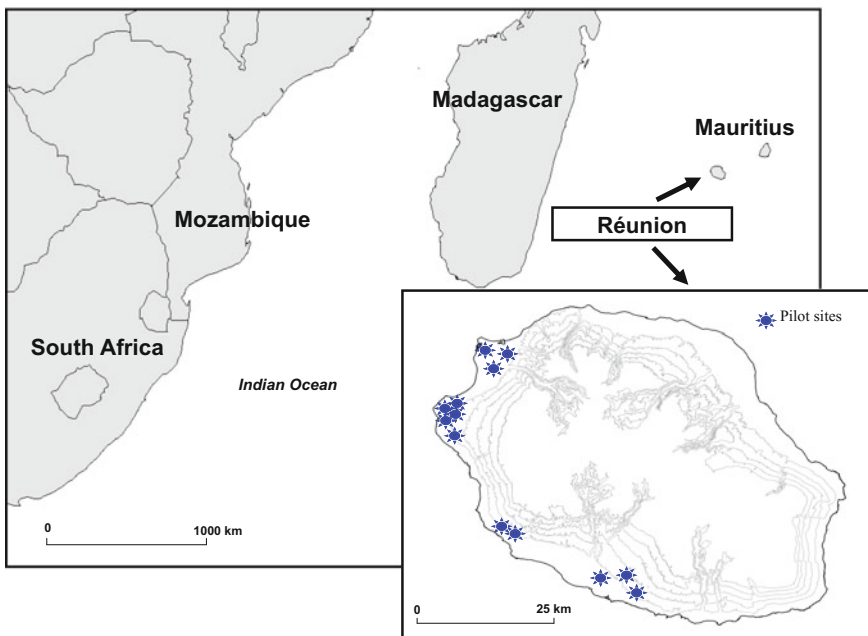 Madagascar
Mauritius
Mozambique
Réunion
Pilot sites
South Africa
Indian Ocean
0 1000 km
0 25 km